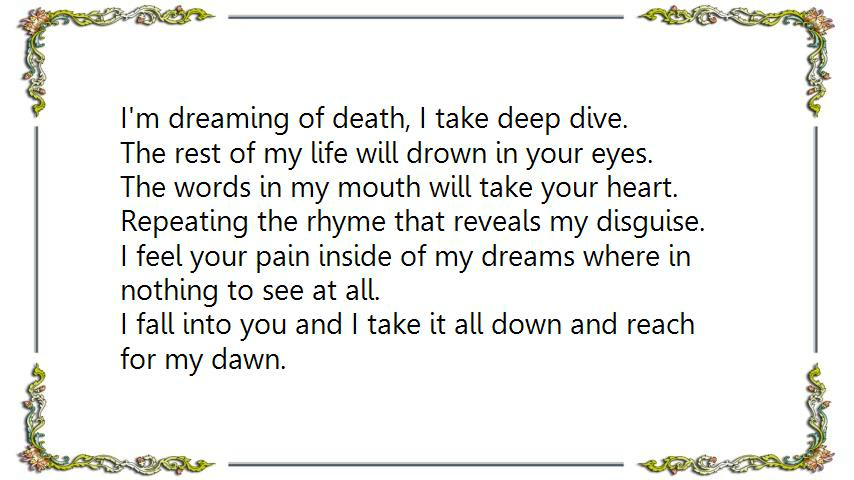 I'm dreaming of death, I take deep dive.
The rest of my life will drown in your eyes.
The words in my mouth will take your heart.
Repeating the rhyme that reveals my disguise.
I feel your pain inside of my dreams where in
nothing to see at all.
I fall into you and I take it all down and reach
for my dawn.